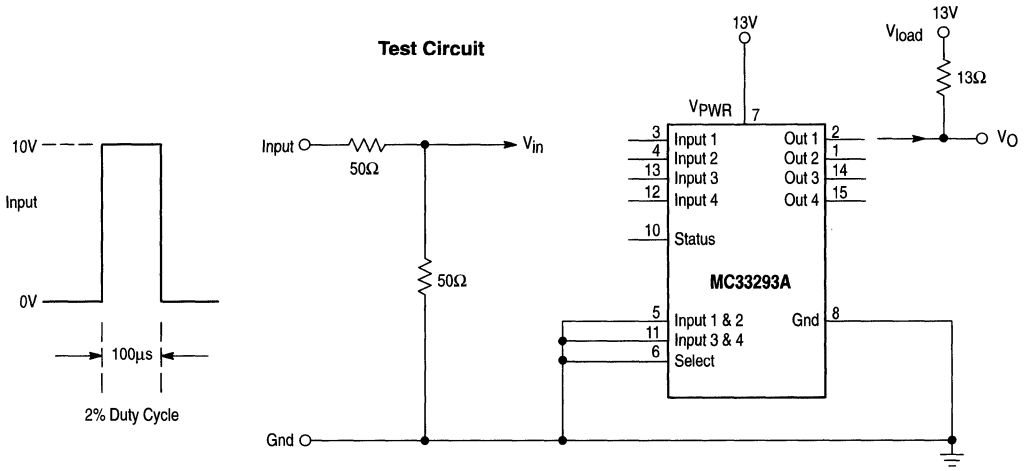 Test Circuit
10V
Input
0V
100μs
2% Duty Cycle
Input
50Ω
Vin
50Ω
Gnd
13V
VPWR
7
3 Input 1
4 Input 2
13 Input 3
12 Input 4
10 Status
MC33293A
5 Input 1 & 2
11 Input 3 & 4
6 Select
Out 1 2
Out 2 1
Out 3 14
Out 4 15
Gnd 8
13V
Vload
13Ω
VO